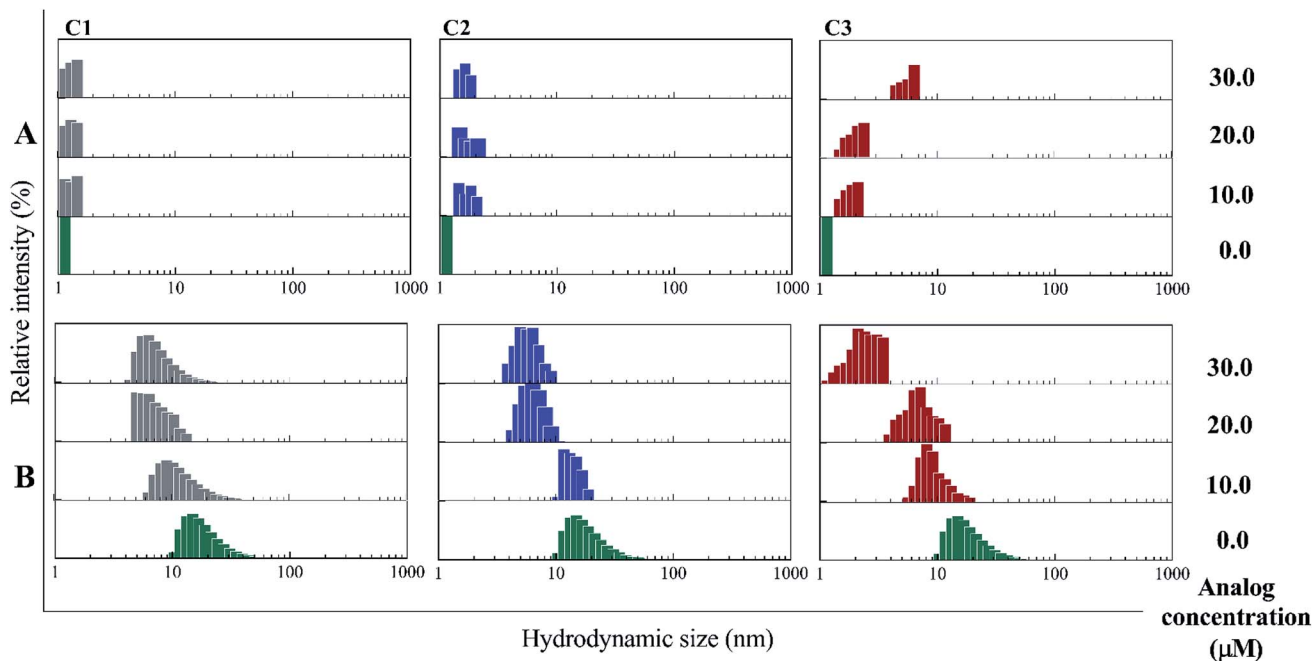 C1 C2 C3
A
30.0
20.0
10.0
0.0
1 10 100 1000 1 10 100 1000 1 10 100 1000
Relative intensity (%)
B
30.0
20.0
10.0
0.0
1 10 100 1000 1 10 100 1000 1 10 100 1000
Hydrodynamic size (nm)
Analog
concentration
(μM)